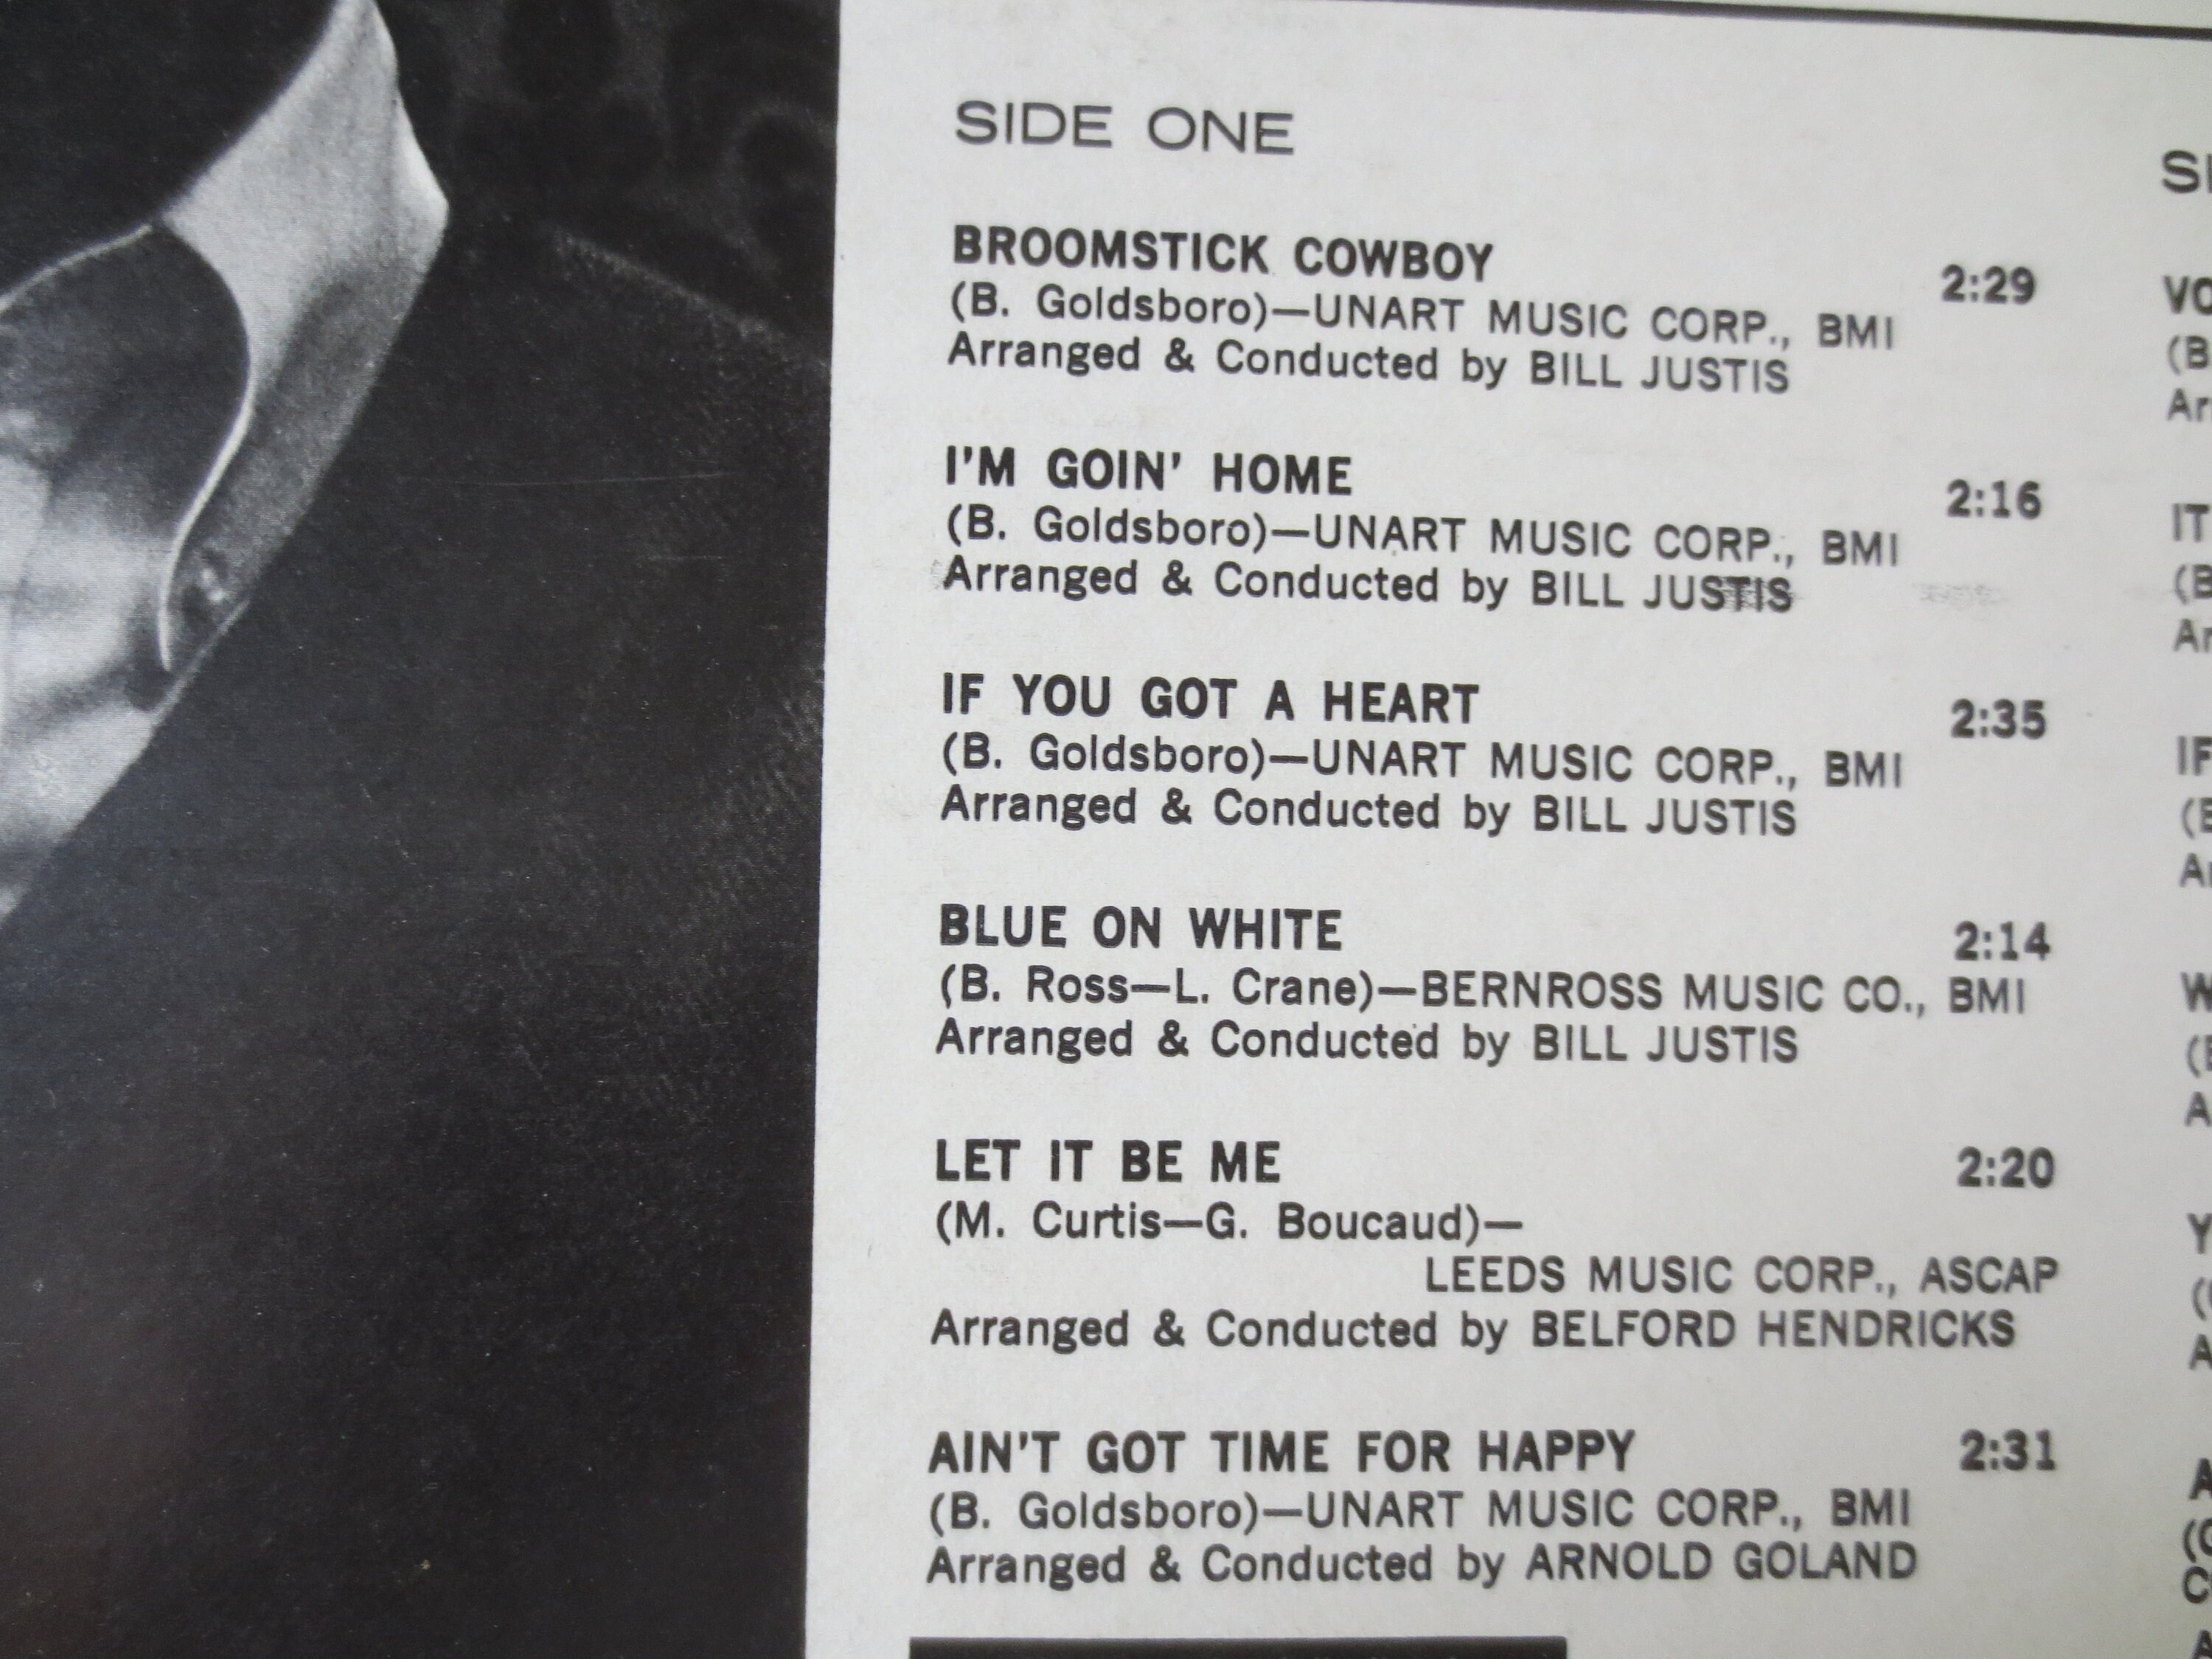 SIDE ONE
BROOMSTICK COWBOY 2:29
(B. Goldsboro)—UNART MUSIC CORP., BMI
Arranged & Conducted by BILL JUSTIS
I'M GOIN' HOME 2:16
(B. Goldsboro)—UNART MUSIC CORP., BMI
Arranged & Conducted by BILL JUSTIS
IF YOU GOT A HEART 2:35
(B. Goldsboro)—UNART MUSIC CORP., BMI
Arranged & Conducted by BILL JUSTIS
BLUE ON WHITE 2:14
(B. Ross—L. Crane)—BERNROSS MUSIC CO., BMI
Arranged & Conducted by BILL JUSTIS
LET IT BE ME 2:20
(M. Curtis—G. Boucaud)—
LEEDS MUSIC CORP., ASCAP
Arranged & Conducted by BELFORD HENDRICKS
AIN'T GOT TIME FOR HAPPY 2:31
(B. Goldsboro)—UNART MUSIC CORP., BMI
Arranged & Conducted by ARNOLD GOLAND
IT
IF